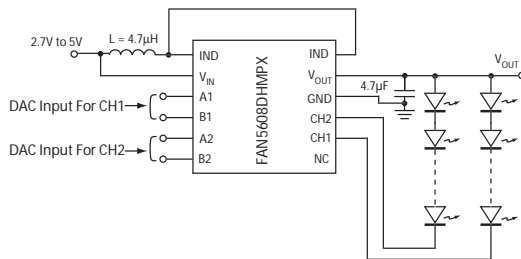 2.7V to 5V
L = 4.7µH
IND
VIN
A1
B1
A2
B2
DAC Input For CH1
DAC Input For CH2
FAN5608DHMPX
IND
VOUT
GND
CH2
CH1
NC
4.7µF
VOUT